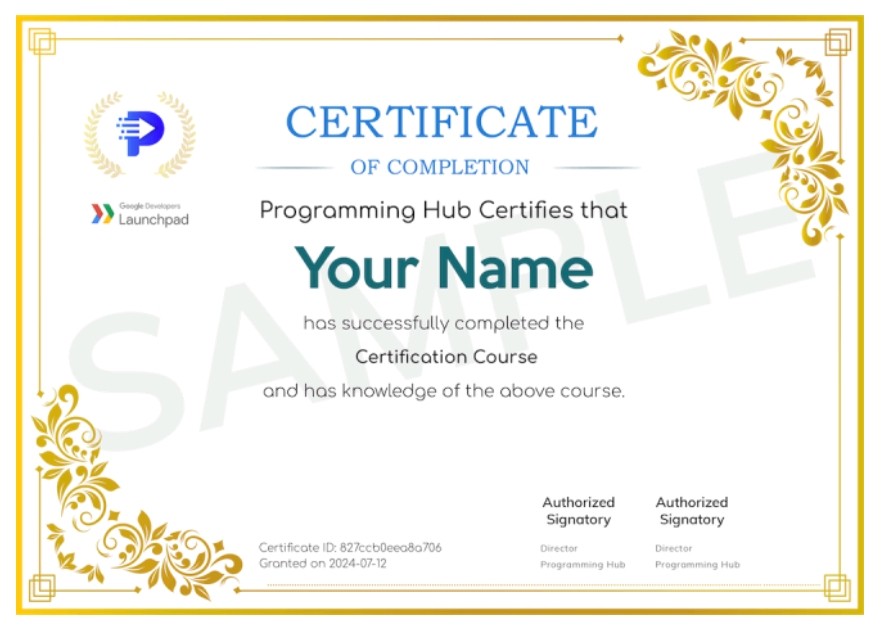 CERTIFICATE
OF COMPLETION
Google Developers
Launchpad
Programming Hub Certifies that
Your Name
has successfully completed the
Certification Course
and has knowledge of the above course.
SAMPLE
Authorized Signatory
Authorized Signatory
Director
Programming Hub
Director
Programming Hub
Certificate ID: 827ccb0eea8a706
Granted on 2024-07-12